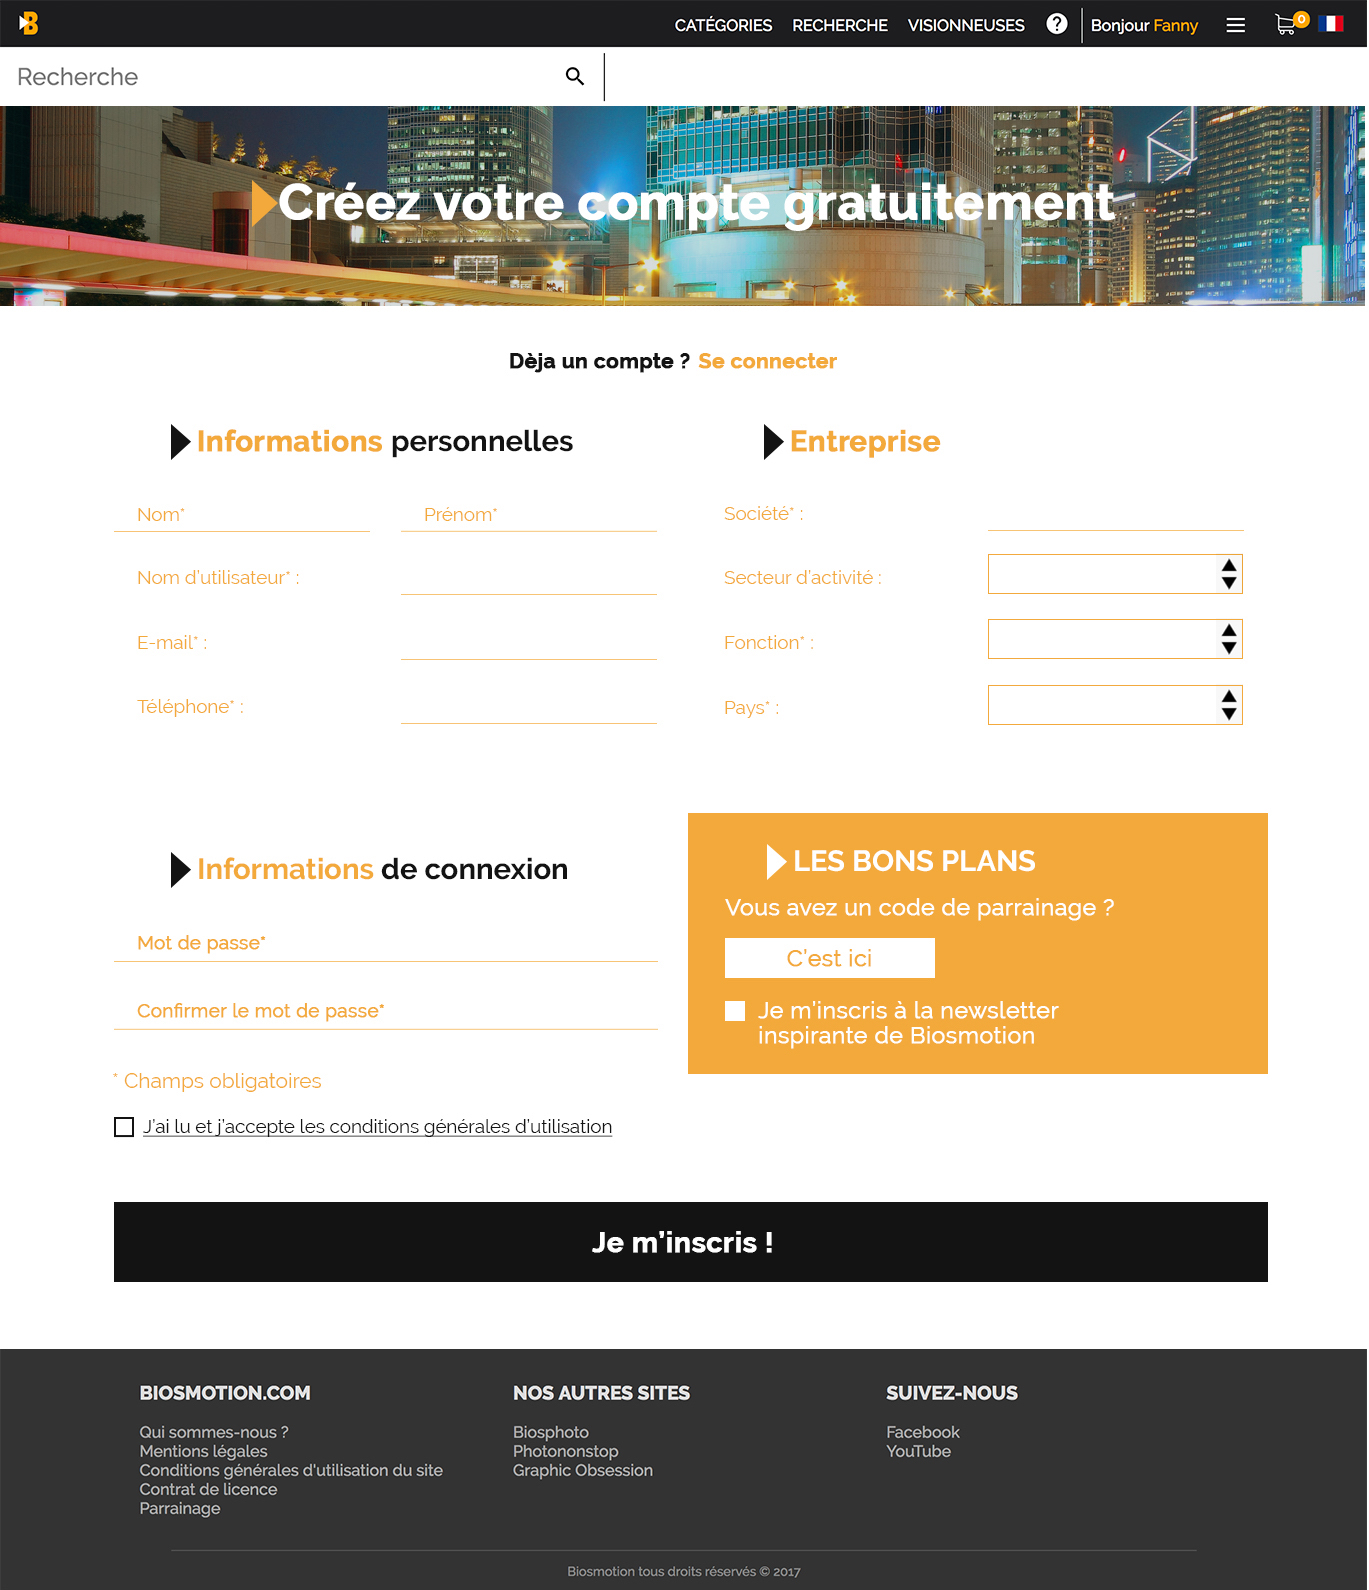 B
CATÉGORIES RECHERCHE VISIONNEUSES ? Bonjour Fanny 0
Recherche
Créez votre compte gratuitement
Dèja un compte ? Se connecter
Informations personnelles
Nom* Prénom*
Nom d'utilisateur* :
E-mail* :
Téléphone* :
Entreprise
Société* :
Secteur d'activité :
Fonction* :
Pays* :
Informations de connexion
Mot de passe*
Confirmer le mot de passe*
* Champs obligatoires
J'ai lu et j'accepte les conditions générales d'utilisation
LES BONS PLANS
Vous avez un code de parrainage ?
C'est ici
Je m'inscris à la newsletter
inspirante de Biosmotion
Je m'inscris !
BIOSMOTION.COM
Qui sommes-nous ?
Mentions légales
Conditions générales d'utilisation du site
Contrat de licence
Parrainage
NOS AUTRES SITES
Biosphoto
Photononstop
Graphic Obsession
SUIVEZ-NOUS
Facebook
YouTube
Biosmotion tous droits réservés © 2017